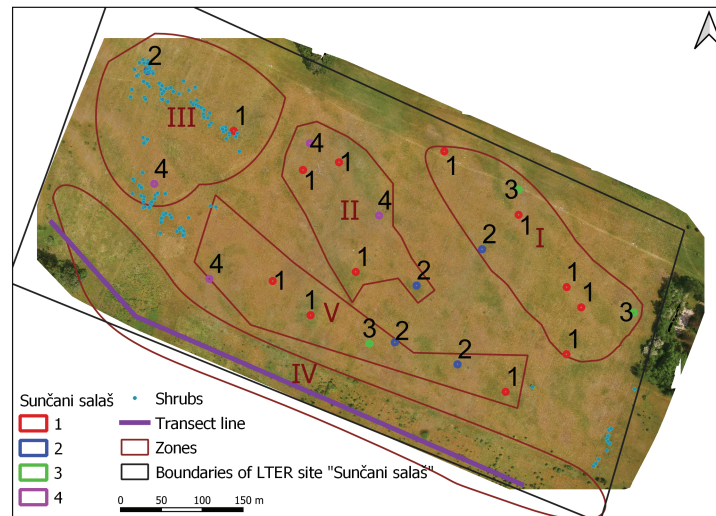 2
1
III
4
4
1
1
4
II
1
2
1
3
1
I
2
1
1
3
1
4
1
1
V
3
2
2
1
IV
Sunčani salaš
1
2
3
4
Shrubs
Transect line
Zones
Boundaries of LTER site "Sunčani salaš"
0 50 100 150 m